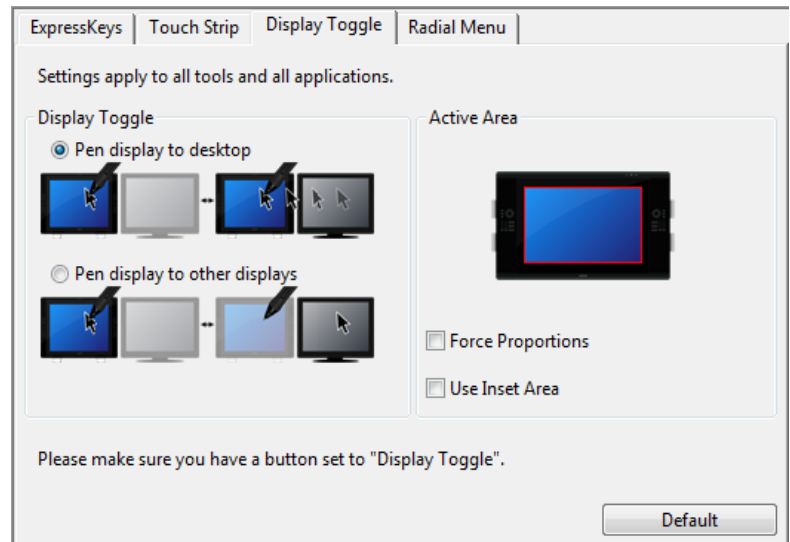 ExpressKeys
Touch Strip
Display Toggle
Radial Menu
Settings apply to all tools and all applications.
Display Toggle
Pen display to desktop
Pen display to other displays
Active Area
Force Proportions
Use Inset Area
Please make sure you have a button set to "Display Toggle".
Default